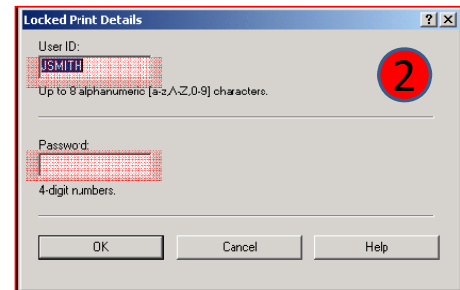 Locked Print Details
? X
User ID:
JSMITH
Up to 8 alphanumeric [a-z,A-Z,0-9] characters.
2
Password:
4-digit numbers.
OK Cancel Help